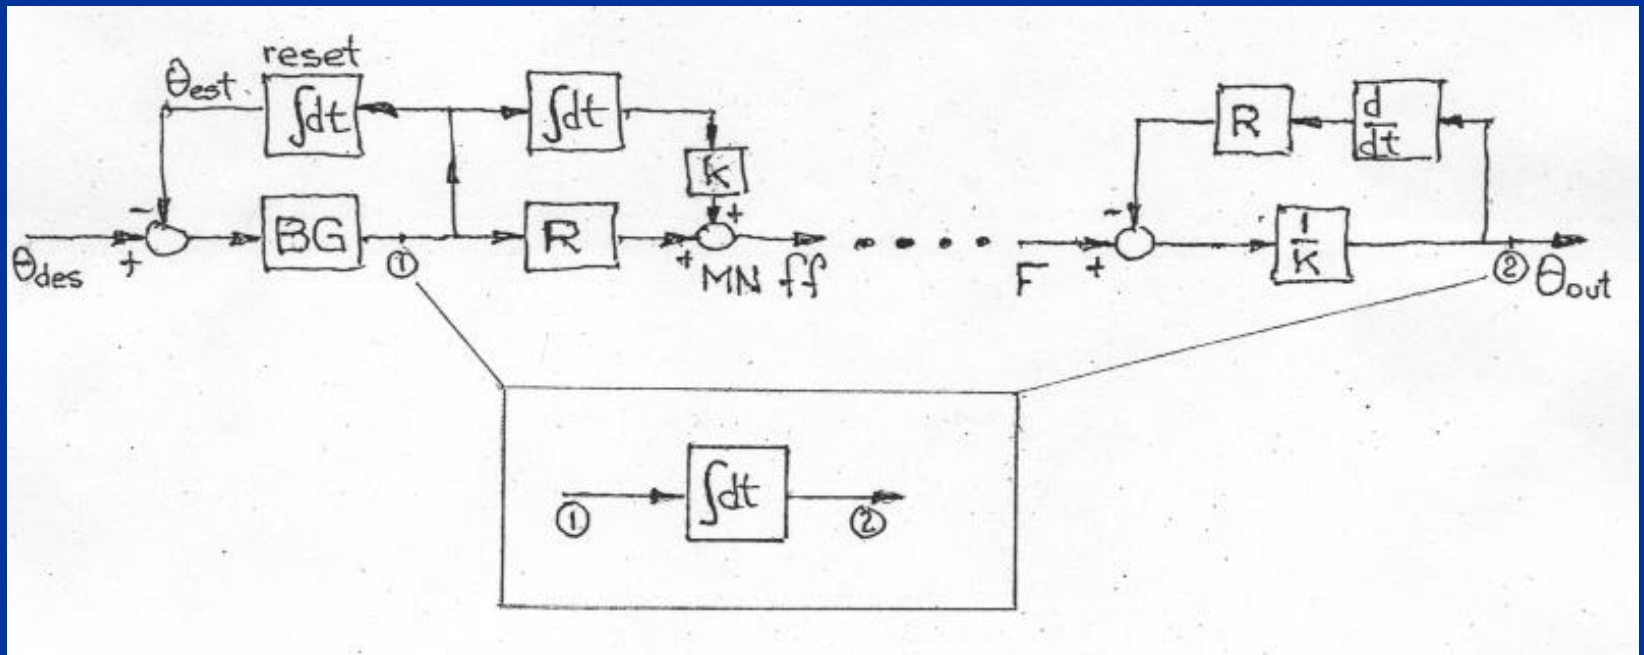 reset
θest.
∫dt
∫dt
K
R
d
dt
-
+
BG
①
R
+
+
MN ff
θdes
-
+
F
1
K
② θout
∫dt
①
②